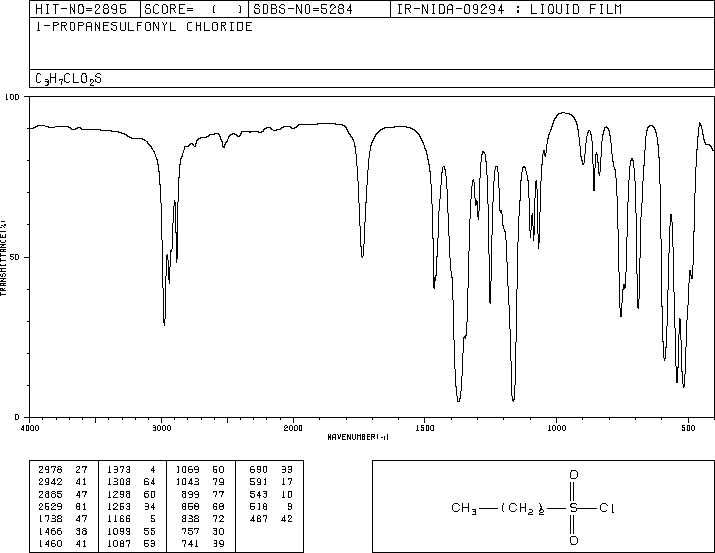 HIT-NO=2895 SCORE= ( ) SDBS-NO=5284 IR-NIDA-09294 : LIQUID FILM
1-PROPANESULFONYL CHLORIDE
C3H7CLO2S
100
50
0
TRANSMITTANCE(%)
4000 3000 2000 1500 1000 500
WAVENUMBER(-1)
2978 27 1373 4 1069 50 690 33
2942 41 1308 64 1043 79 591 17
2885 47 1298 60 899 77 543 10
2529 81 1253 34 858 68 518 9
1738 47 1166 5 838 72 487 42
1466 38 1099 55 757 30
1460 41 1087 53 741 39
O
CH3—(CH2)2—S—Cl
O